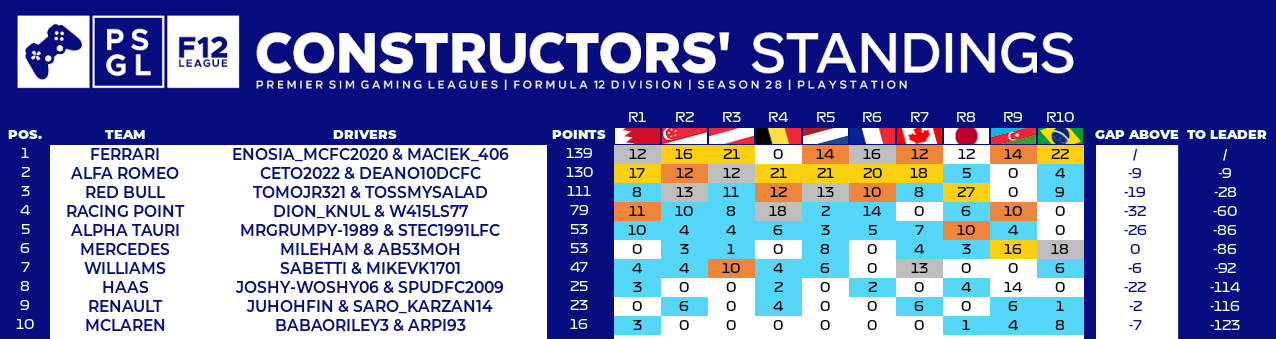 PS
GL
F12
LEAGUE
CONSTRUCTORS' STANDINGS
PREMIER SIM GAMING LEAGUES | FORMULA 12 DIVISION | SEASON 28 | PLAYSTATION
R1 R2 R3 R4 R5 R6 R7 R8 R9 R10
POS. TEAM DRIVERS POINTS GAP ABOVE TO LEADER
1 FERRARI ENOSIA_MCFC2020 & MACIEK_406 139 12 16 21 0 14 16 12 12 14 22 / /
2 ALFA ROMEO CETO2022 & DEANO10DCFC 130 17 12 12 21 21 20 18 5 0 4 -9 -9
3 RED BULL TOMOJR321 & TOSSMYSALAD 111 8 13 11 12 13 10 8 27 0 9 -19 -28
4 RACING POINT DION_KNUL & W415LS77 79 11 10 8 18 2 14 0 6 10 0 -32 -60
5 ALPHA TAURI MRGRUMPY-1989 & STEC1991LFC 53 10 4 4 6 3 5 7 10 4 0 -26 -86
6 MERCEDES MILEHAM & AB53MOH 53 0 3 1 0 8 0 4 3 16 18 0 -86
7 WILLIAMS SABETTI & MIKEVK1701 47 4 4 10 4 6 0 13 0 0 6 -6 -92
8 HAAS JOSHY-WOSHY06 & SPUDFC2009 25 3 0 0 2 0 2 0 4 14 0 -22 -114
9 RENAULT JUHOHFIN & SARO_KARZAN14 23 0 6 0 4 0 0 6 0 6 1 -2 -116
10 MCLAREN BABAORILEY3 & ARPI93 16 3 0 0 0 0 0 0 1 4 8 -7 -123